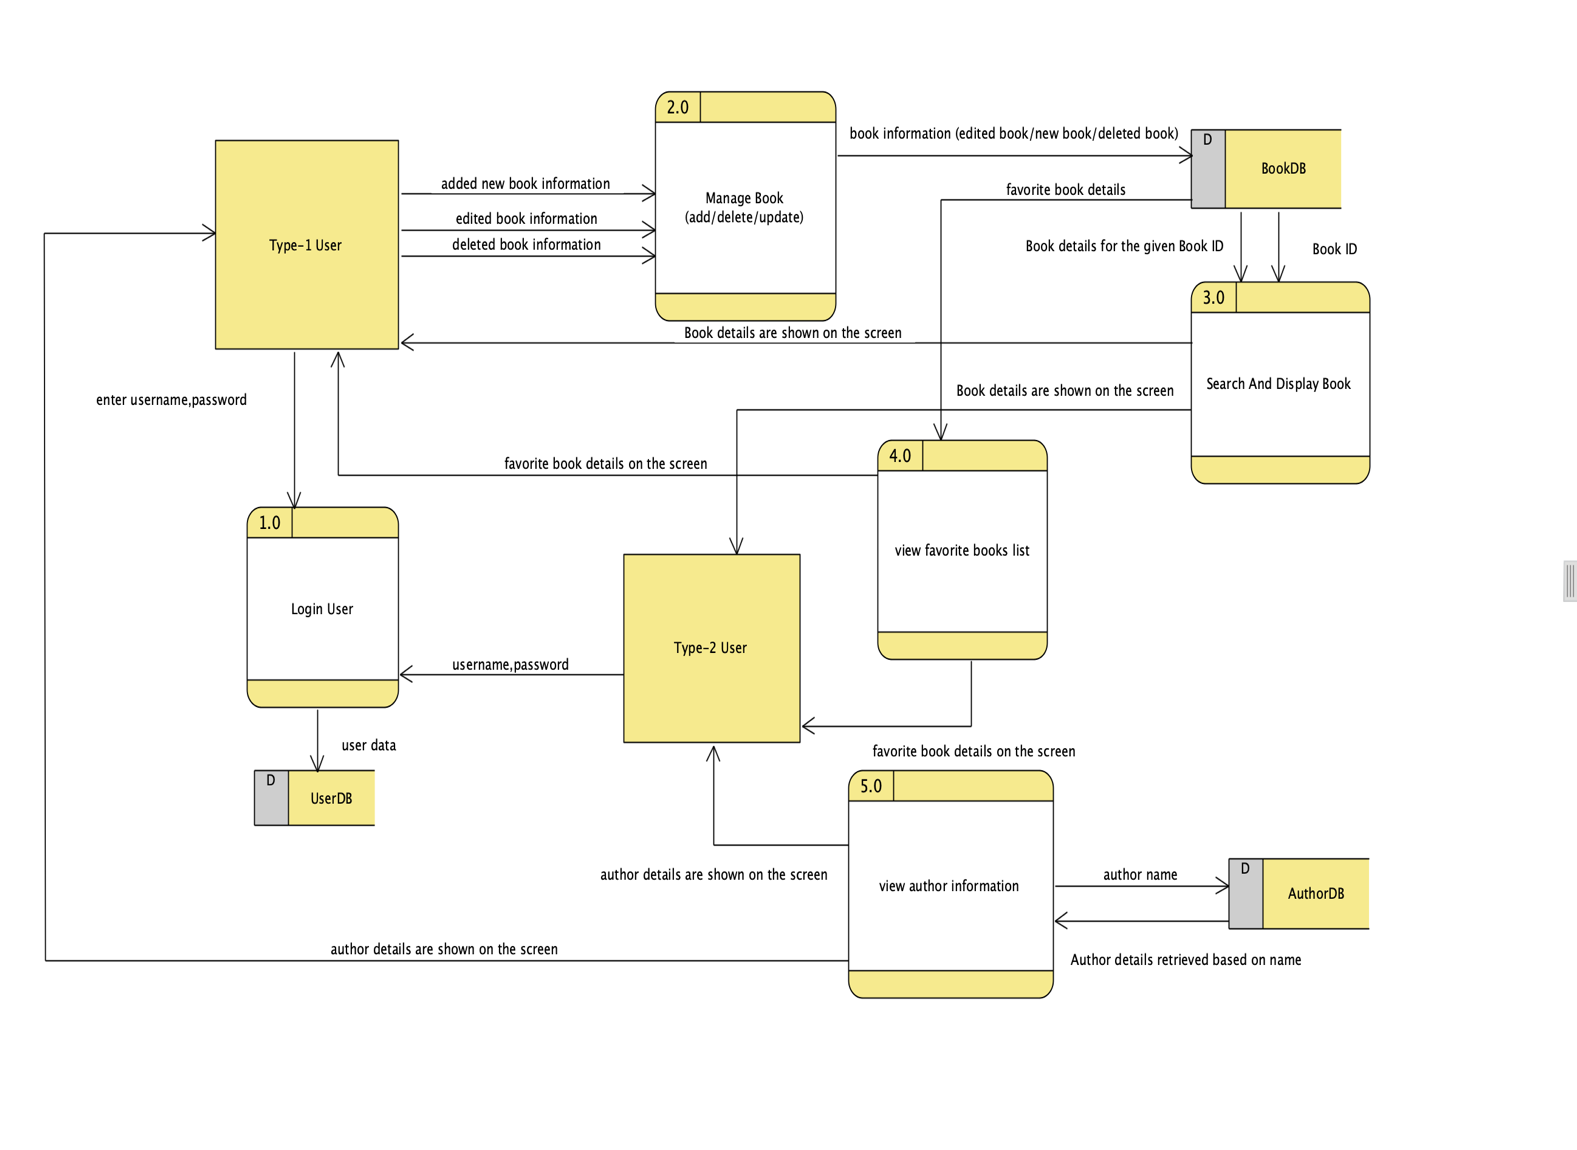 2.0
book information (edited book/new book/deleted book)
D
BookDB
added new book information
Manage Book
(add/delete/update)
favorite book details
edited book information
Type-1 User
deleted book information
Book details for the given Book ID
Book ID
3.0
Book details are shown on the screen
Search And Display Book
Book details are shown on the screen
enter username,password
4.0
favorite book details on the screen
1.0
view favorite books list
Login User
Type-2 User
username,password
user data
favorite book details on the screen
D
UserDB
5.0
author details are shown on the screen
view author information
author name
D
AuthorDB
author details are shown on the screen
Author details retrieved based on name